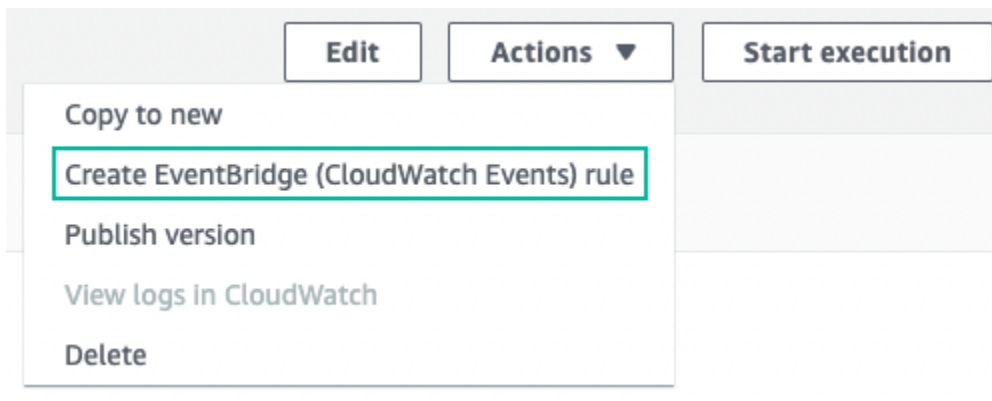 Edit Actions Start execution
Copy to new
Create EventBridge (CloudWatch Events) rule
Publish version
View logs in CloudWatch
Delete